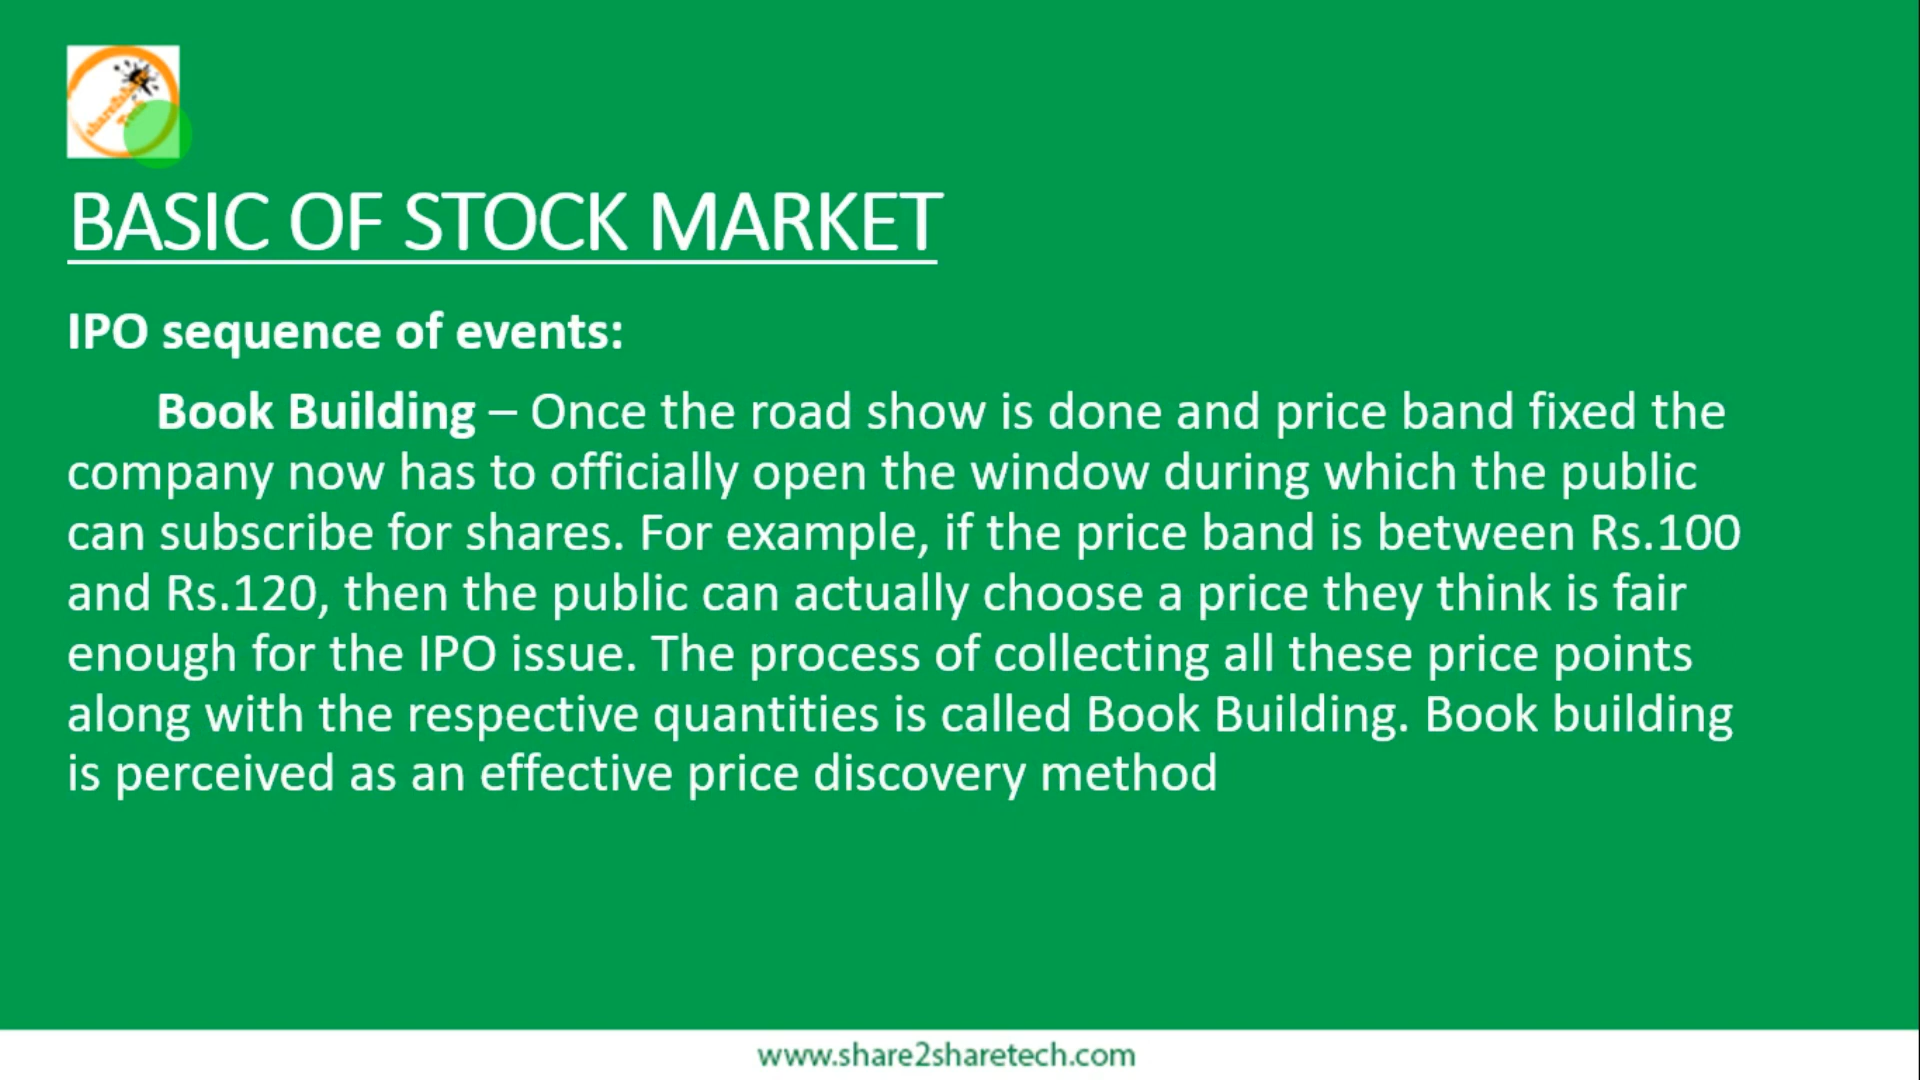 share2share
Tech
BASIC OF STOCK MARKET
IPO sequence of events:
Book Building – Once the road show is done and price band fixed the
company now has to officially open the window during which the public
can subscribe for shares. For example, if the price band is between Rs.100
and Rs.120, then the public can actually choose a price they think is fair
enough for the IPO issue. The process of collecting all these price points
along with the respective quantities is called Book Building. Book building
is perceived as an effective price discovery method
www.share2sharetech.com